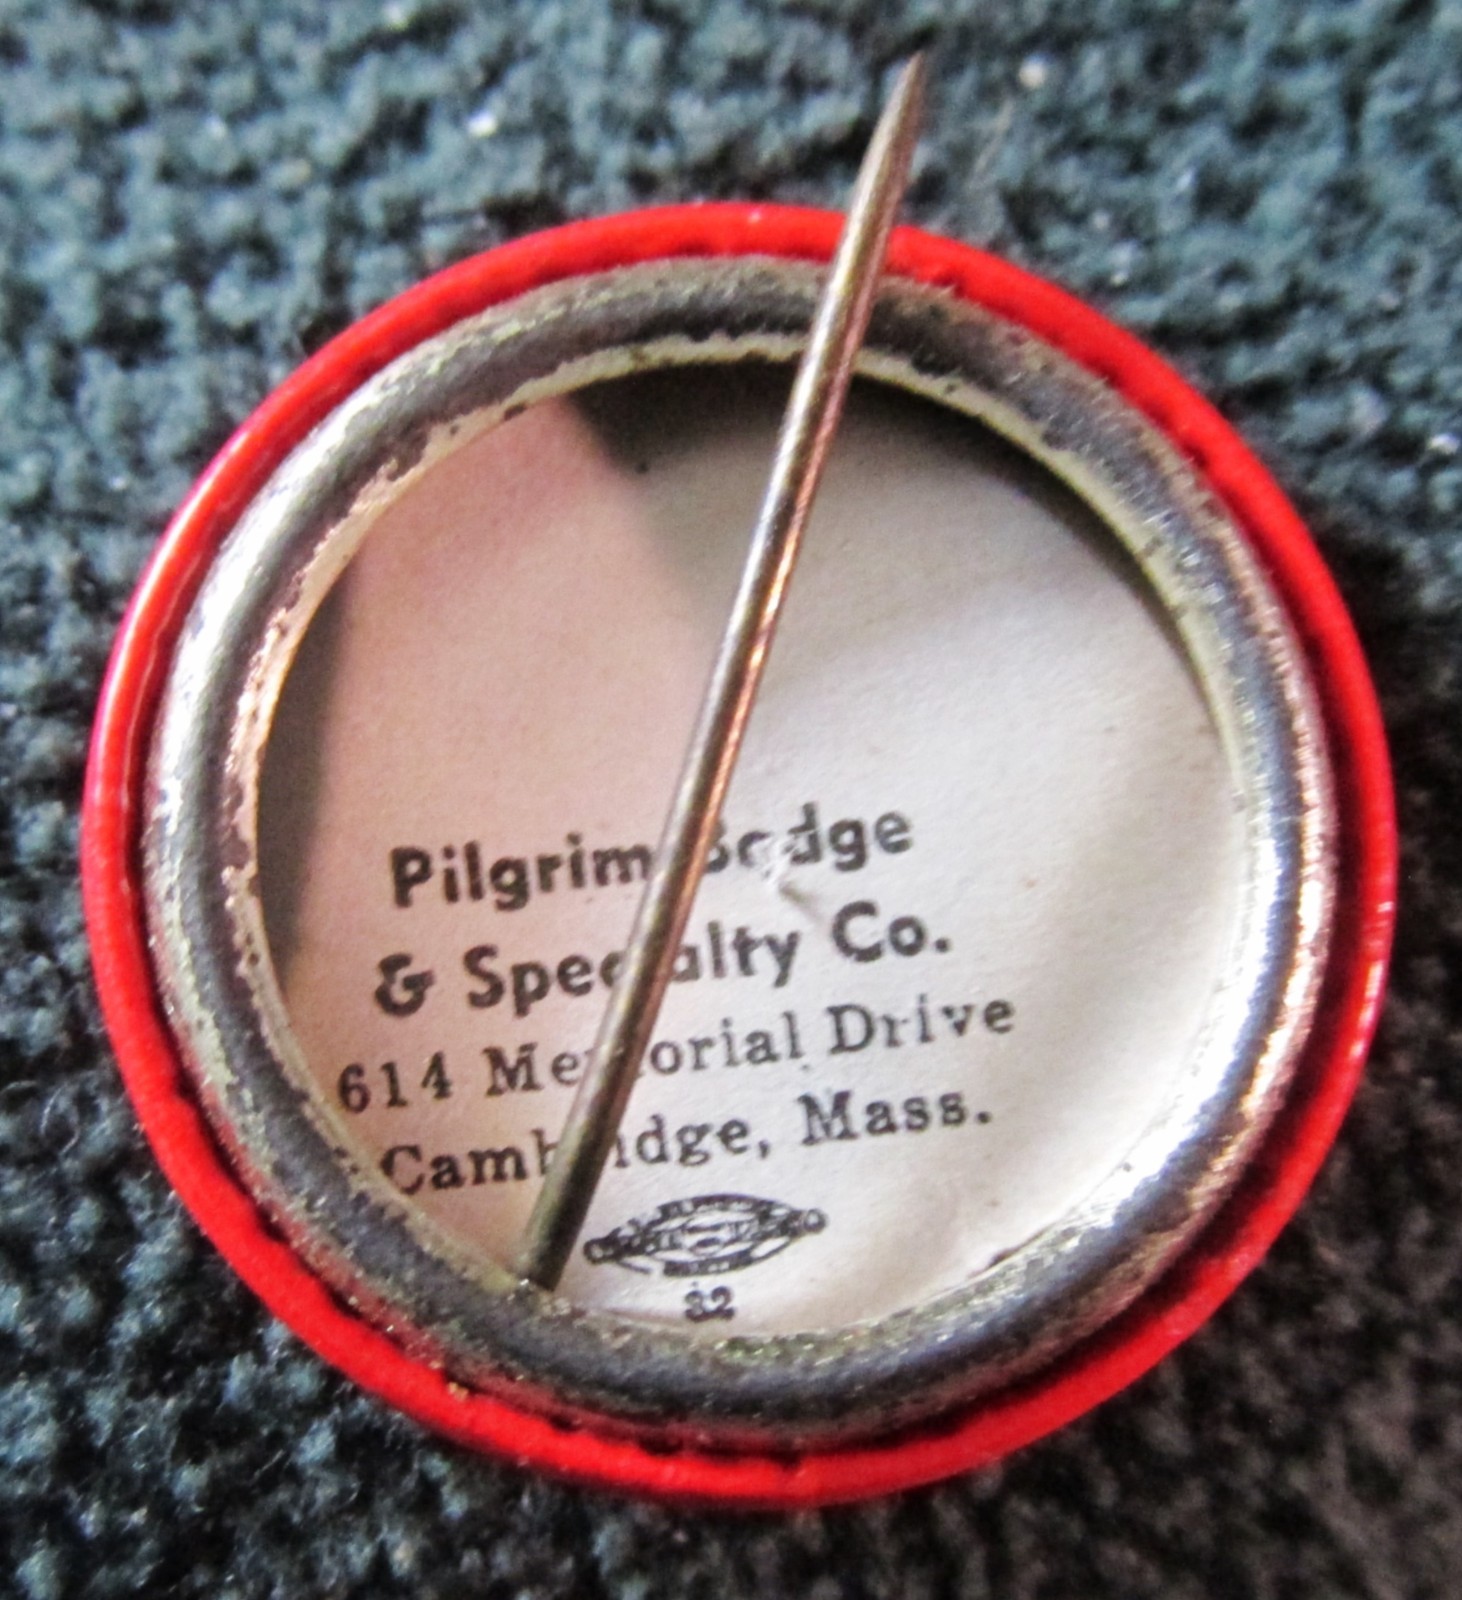 Pilgrim Badge
& Specialty Co.
614 Memorial Drive
Cambridge, Mass.
32